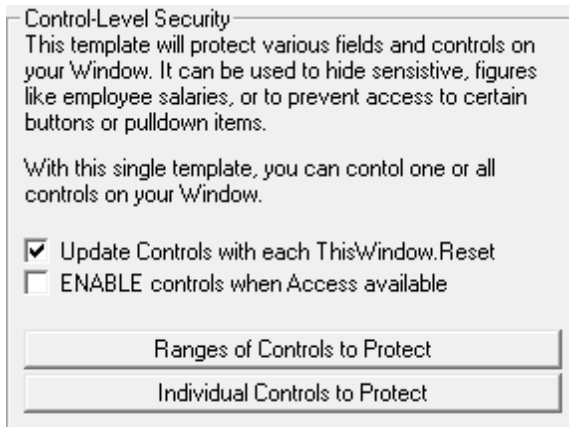 Control-Level Security
This template will protect various fields and controls on
your Window. It can be used to hide sensistive, figures
like employee salaries, or to prevent access to certain
buttons or pulldown items.
With this single template, you can contol one or all
controls on your Window.
Update Controls with each ThisWindow.Reset
ENABLE controls when Access available
Ranges of Controls to Protect
Individual Controls to Protect